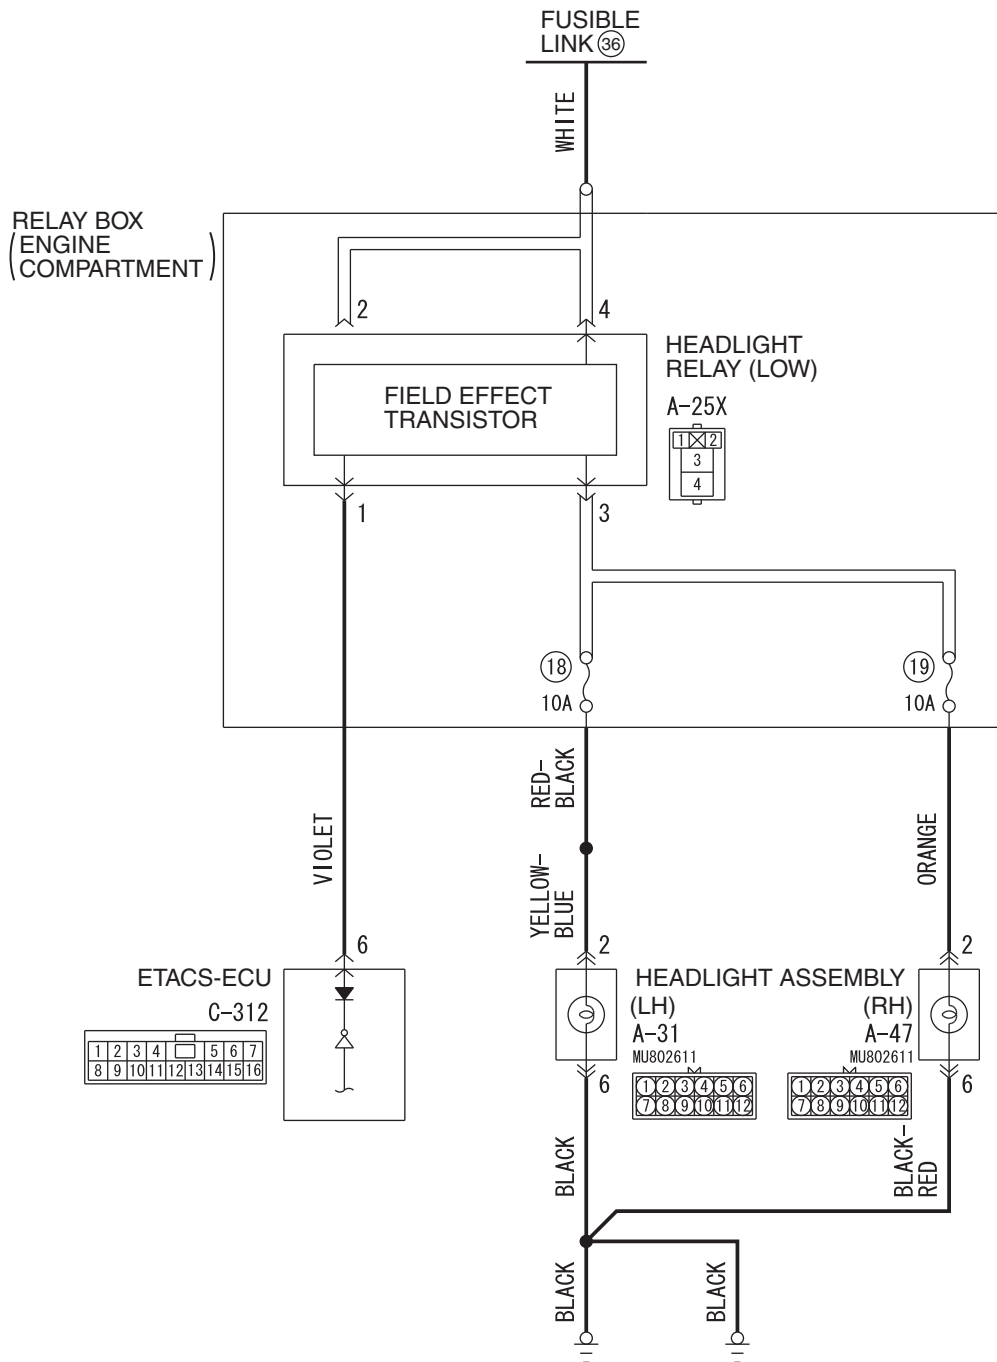 FUSIBLE
LINK 36
WHITE
RELAY BOX
(ENGINE
COMPARTMENT)
2
4
HEADLIGHT
RELAY (LOW)
FIELD EFFECT
TRANSISTOR
A-25X
1 2
3
4
1
3
18
10A
19
10A
RED-
BLACK
VIOLET
ORANGE
YELLOW-
BLUE
6
2
2
ETACS-ECU
C-312
1 2 3 4 5 6 7
8 9 10 11 12 13 14 15 16
HEADLIGHT ASSEMBLY
(LH)
(RH)
A-31
A-47
MU802611
MU802611
6
6
1 2 3 4 5 6
7 8 9 10 11 12
1 2 3 4 5 6
7 8 9 10 11 12
BLACK
BLACK-
RED
BLACK
BLACK